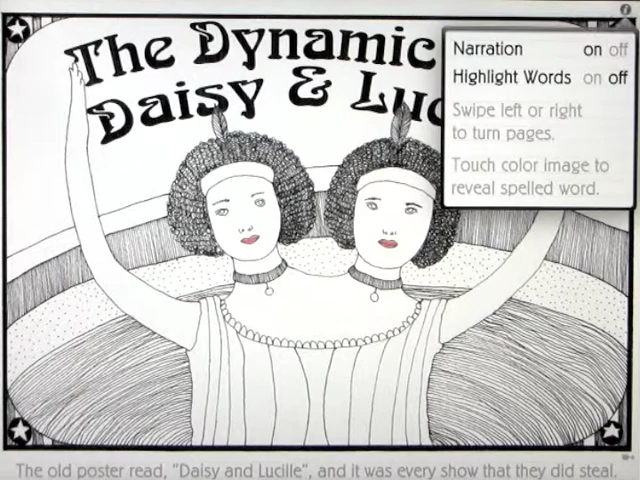 The Dynamic
Daisy & Luc
Narration on off
Highlight Words on off
Swipe left or right
to turn pages.
Touch color image to
reveal spelled word.
The old poster read, "Daisy and Lucille", and it was every show that they did steal.